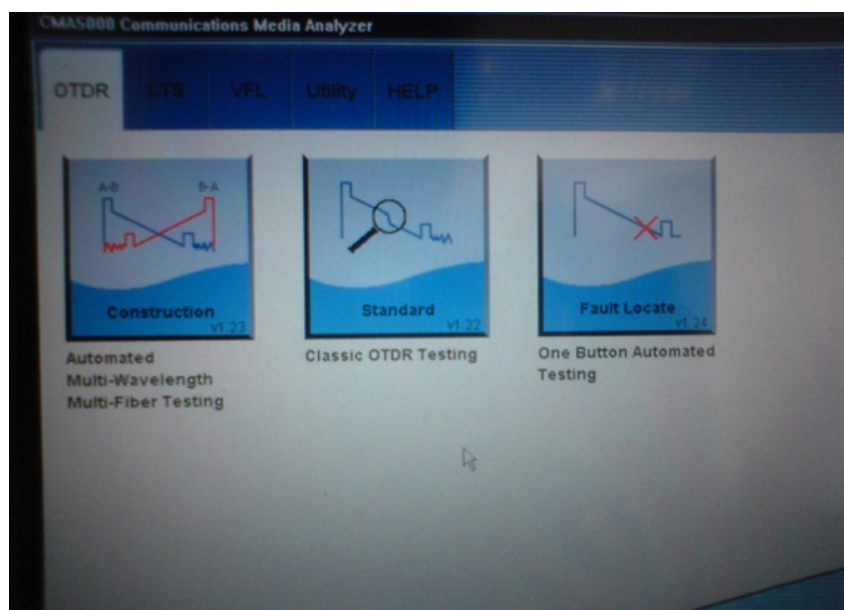 CMA5000 Communications Media Analyzer
OTDR LTS VFL Utility HELP
A-B B-A
Construction
v1.23
Standard
v1.22
Fault Locate
v1.24
Automated
Multi-Wavelength
Multi-Fiber Testing
Classic OTDR Testing
One Button Automated
Testing